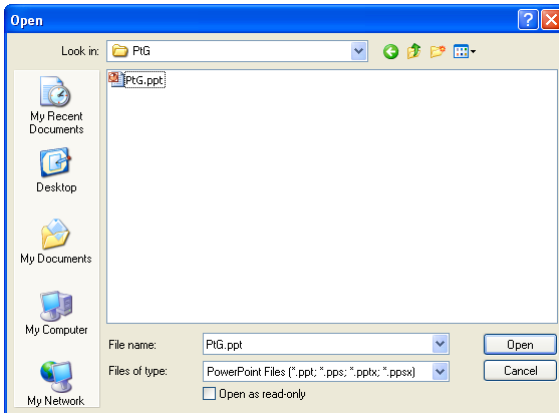 Open
Look in:
PtG
PtG.ppt
My Recent
Documents
Desktop
My Documents
My Computer
My Network
File name:
PtG.ppt
Open
Files of type:
PowerPoint Files (*.ppt; *.pps; *.pptx; *.ppsx)
Cancel
Open as read-only